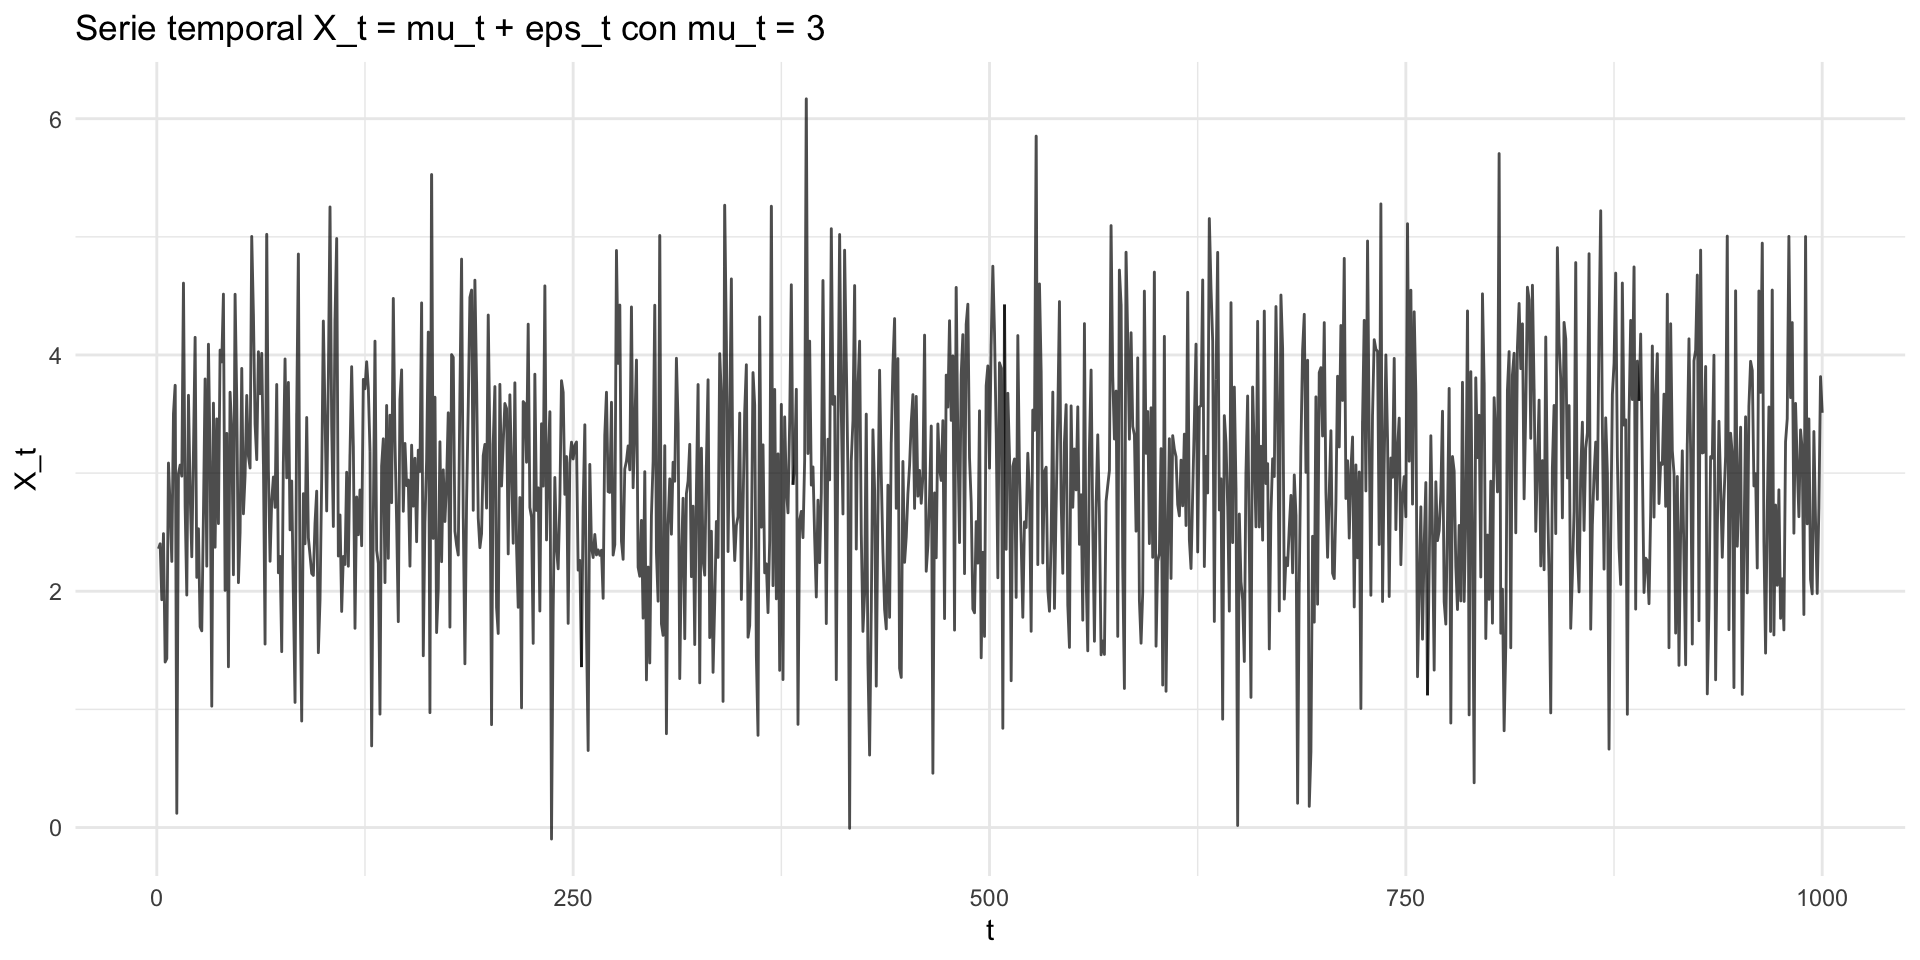 Serie temporal X_t = mu_t + eps_t con mu_t = 3
6
4
2
0
X_t
0 250 500 750 1000
t